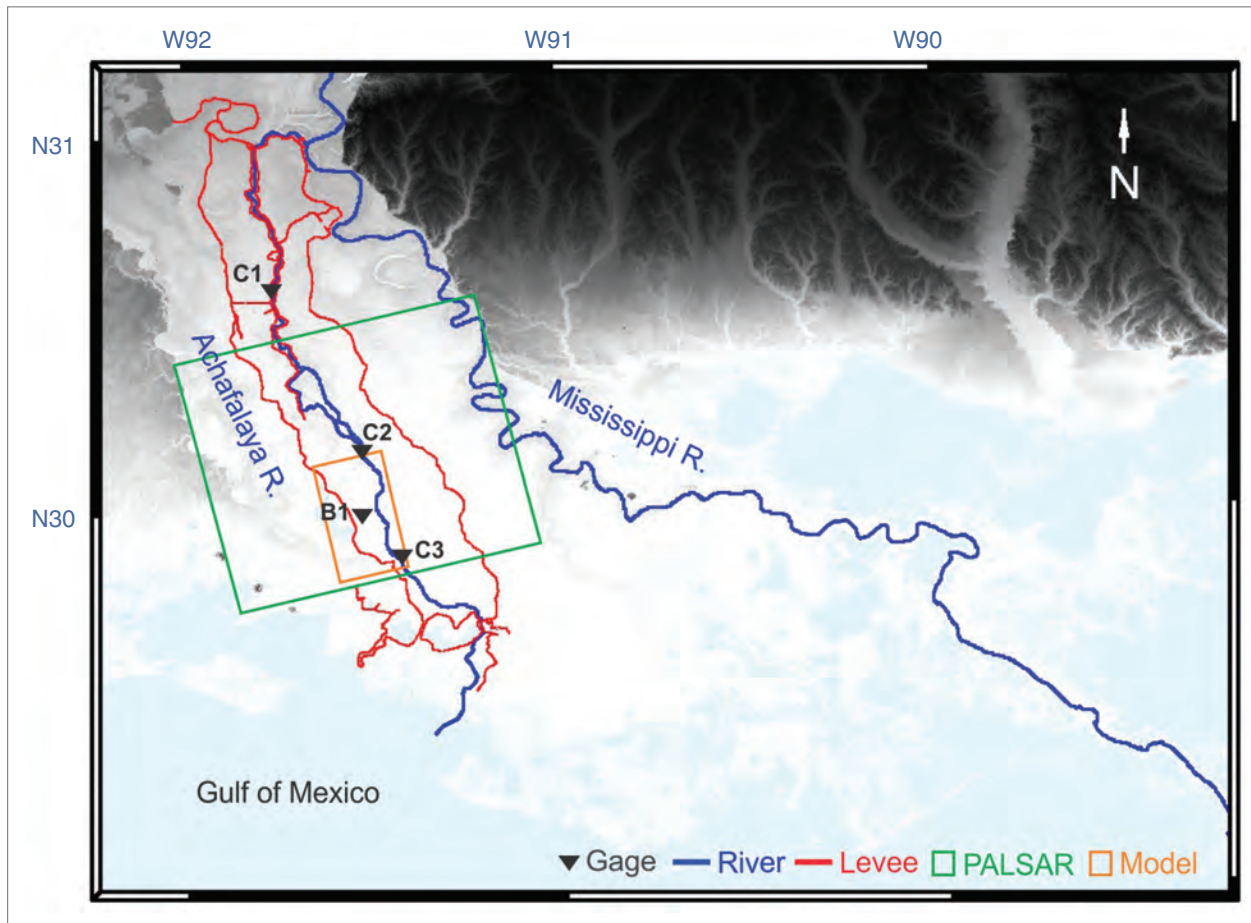 W92 W91 W90
N31
N
C1
Achafalaya R.
Mississippi R.
C2
B1
N30
C3
Gulf of Mexico
Gage River Levee PALSAR Model